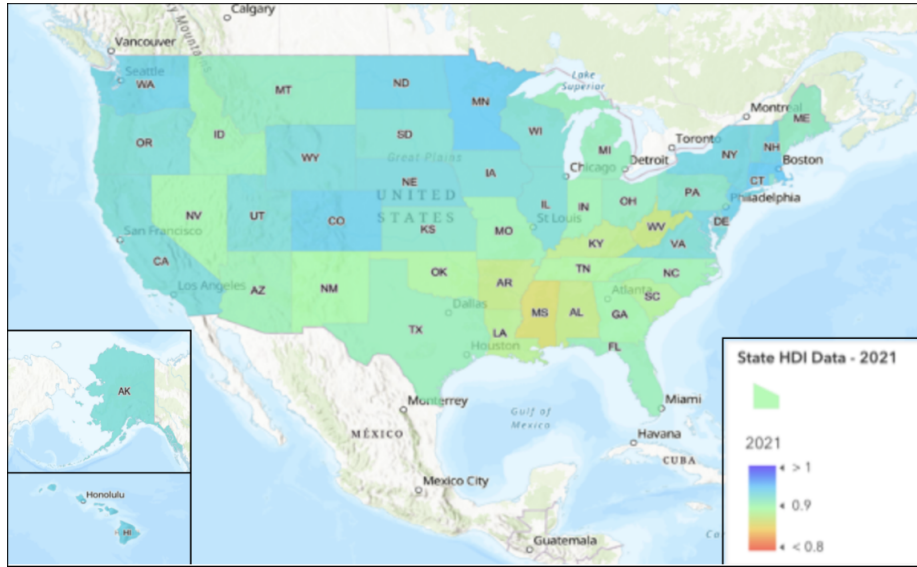 Calgary
Mountains
Vancouver
Seattle
WA
MT
ND
MN
Lake
Superior
Montreal
ME
OR
ID
SD
WI
MI
Toronto
NH
NY
Boston
WY
Great Plains
Chicago
Detroit
CT
NE
IA
PA
Philadelphia
NV
UT
CO
UNITED
STATES
IL
IN
OH
DE
San Francisco
KS
St Louis
MO
WV
KY
VA
CA
Los Angeles
AZ
NM
OK
AR
TN
NC
Atlanta
SC
Dallas
MS
AL
GA
TX
LA
Houston
FL
State HDI Data - 2021
AK
Monterrey
Gulf of
Mexico
Miami
MÉXICO
Havana
CUBA
2021
> 1
0.9
< 0.8
Honolulu
HI
Mexico City
Guatemala